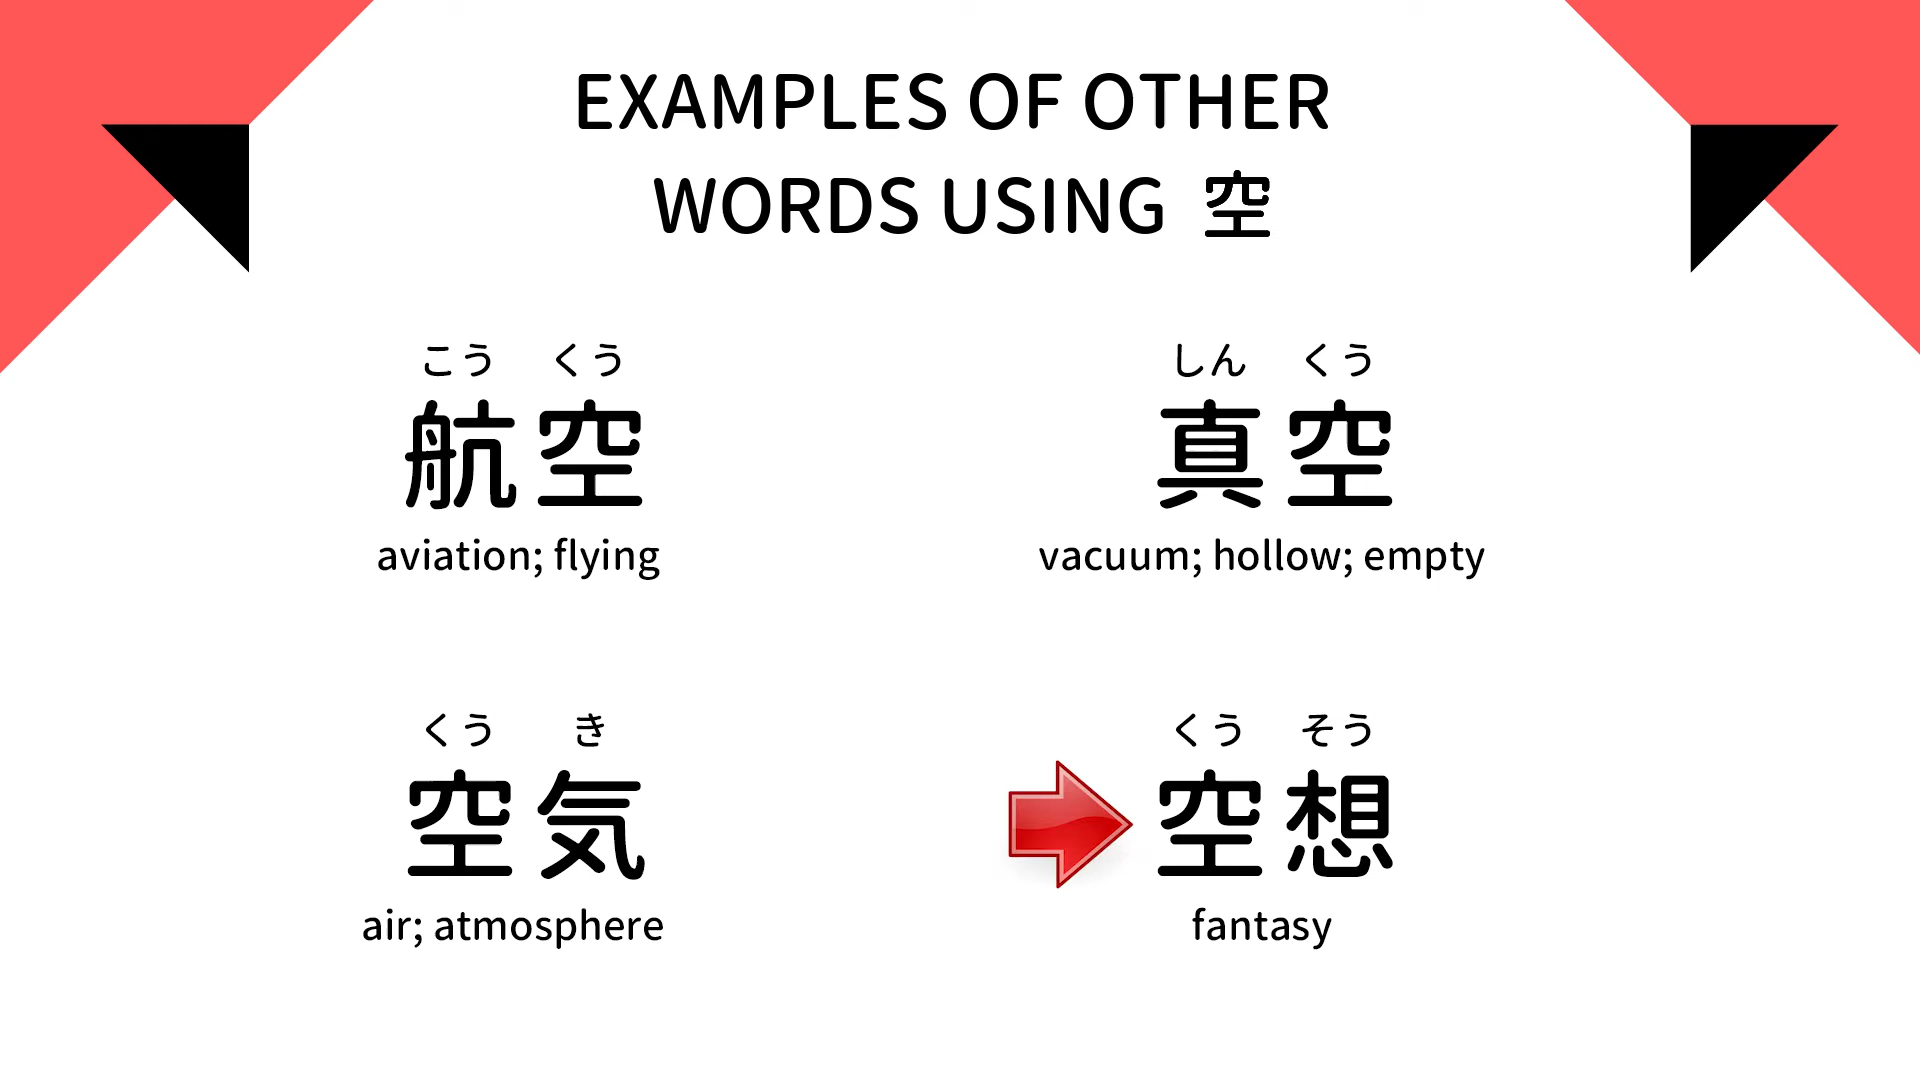 EXAMPLES OF OTHER
WORDS USING 空
こう くう
航空
aviation; flying
しん くう
真空
vacuum; hollow; empty
くう き
空気
air; atmosphere
くう そう
空想
fantasy